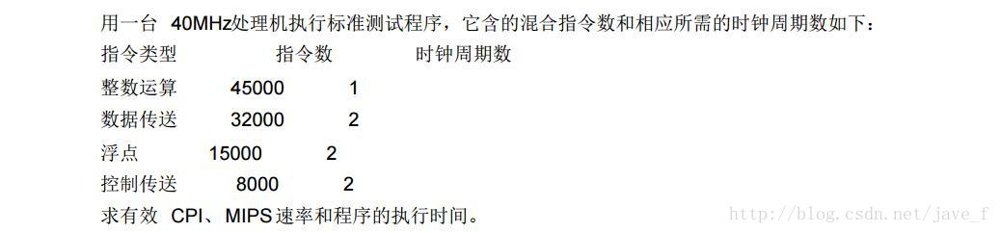 用一台 40MHz处理机执行标准测试程序，它含的混合指令数和相应所需的时钟周期数如下：
指令类型 指令数 时钟周期数
整数运算 45000 1
数据传送 32000 2
浮点 15000 2
控制传送 8000 2
求有效 CPI、MIPS速率和程序的执行时间。
http://blog.csdn.net/jave_f